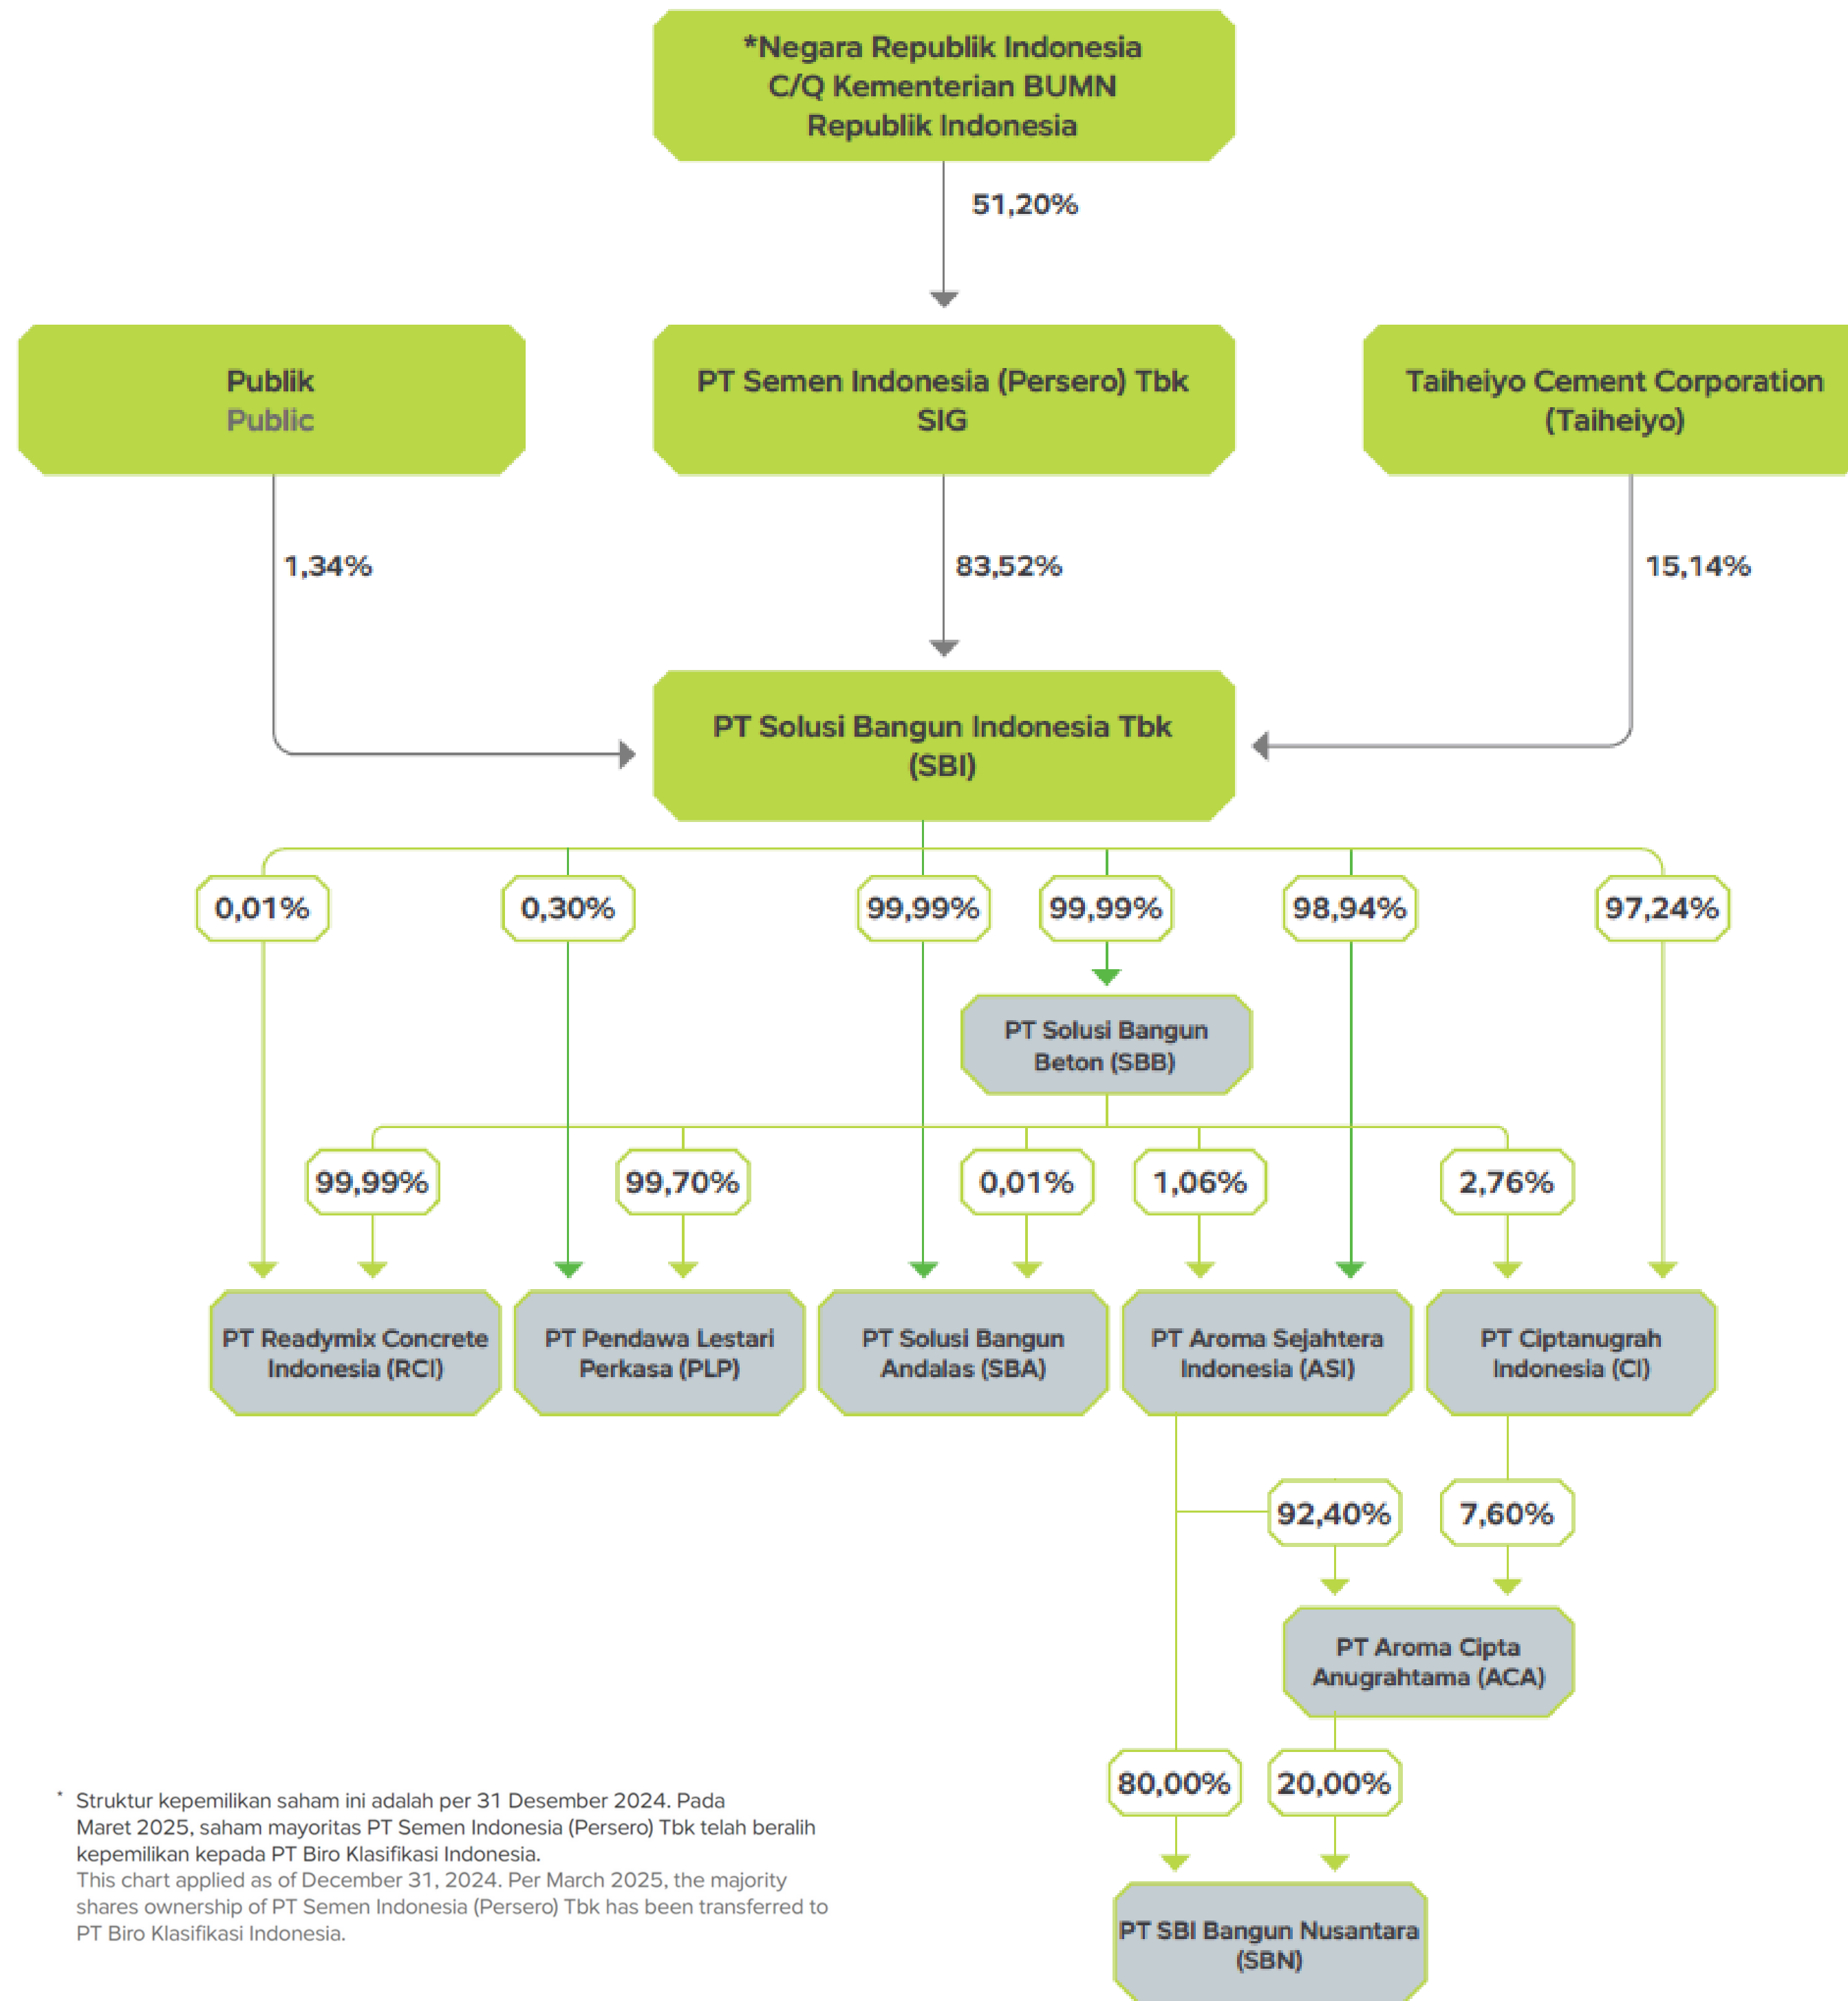 *Negara Republik Indonesia
C/Q Kementerian BUMN
Republik Indonesia
51,20%
Publik
Public
PT Semen Indonesia (Persero) Tbk
SIG
Taiheiyo Cement Corporation
(Taiheiyo)
1,34%
83,52%
15,14%
PT Solusi Bangun Indonesia Tbk
(SBI)
0,01%
0,30%
99,99%
99,99%
98,94%
97,24%
PT Solusi Bangun
Beton (SBB)
99,99%
99,70%
0,01%
1,06%
2,76%
PT Readymix Concrete
Indonesia (RCI)
PT Pendawa Lestari
Perkasa (PLP)
PT Solusi Bangun
Andalas (SBA)
PT Aroma Sejahtera
Indonesia (ASI)
PT Ciptanugrah
Indonesia (CI)
92,40%
7,60%
PT Aroma Cipta
Anugrahtama (ACA)
80,00%
20,00%
PT SBI Bangun Nusantara
(SBN)
* Struktur kepemilikan saham ini adalah per 31 Desember 2024. Pada
Maret 2025, saham mayoritas PT Semen Indonesia (Persero) Tbk telah beralih
kepemilikan kepada PT Biro Klasifikasi Indonesia.
This chart applied as of December 31, 2024. Per March 2025, the majority
shares ownership of PT Semen Indonesia (Persero) Tbk has been transferred to
PT Biro Klasifikasi Indonesia.